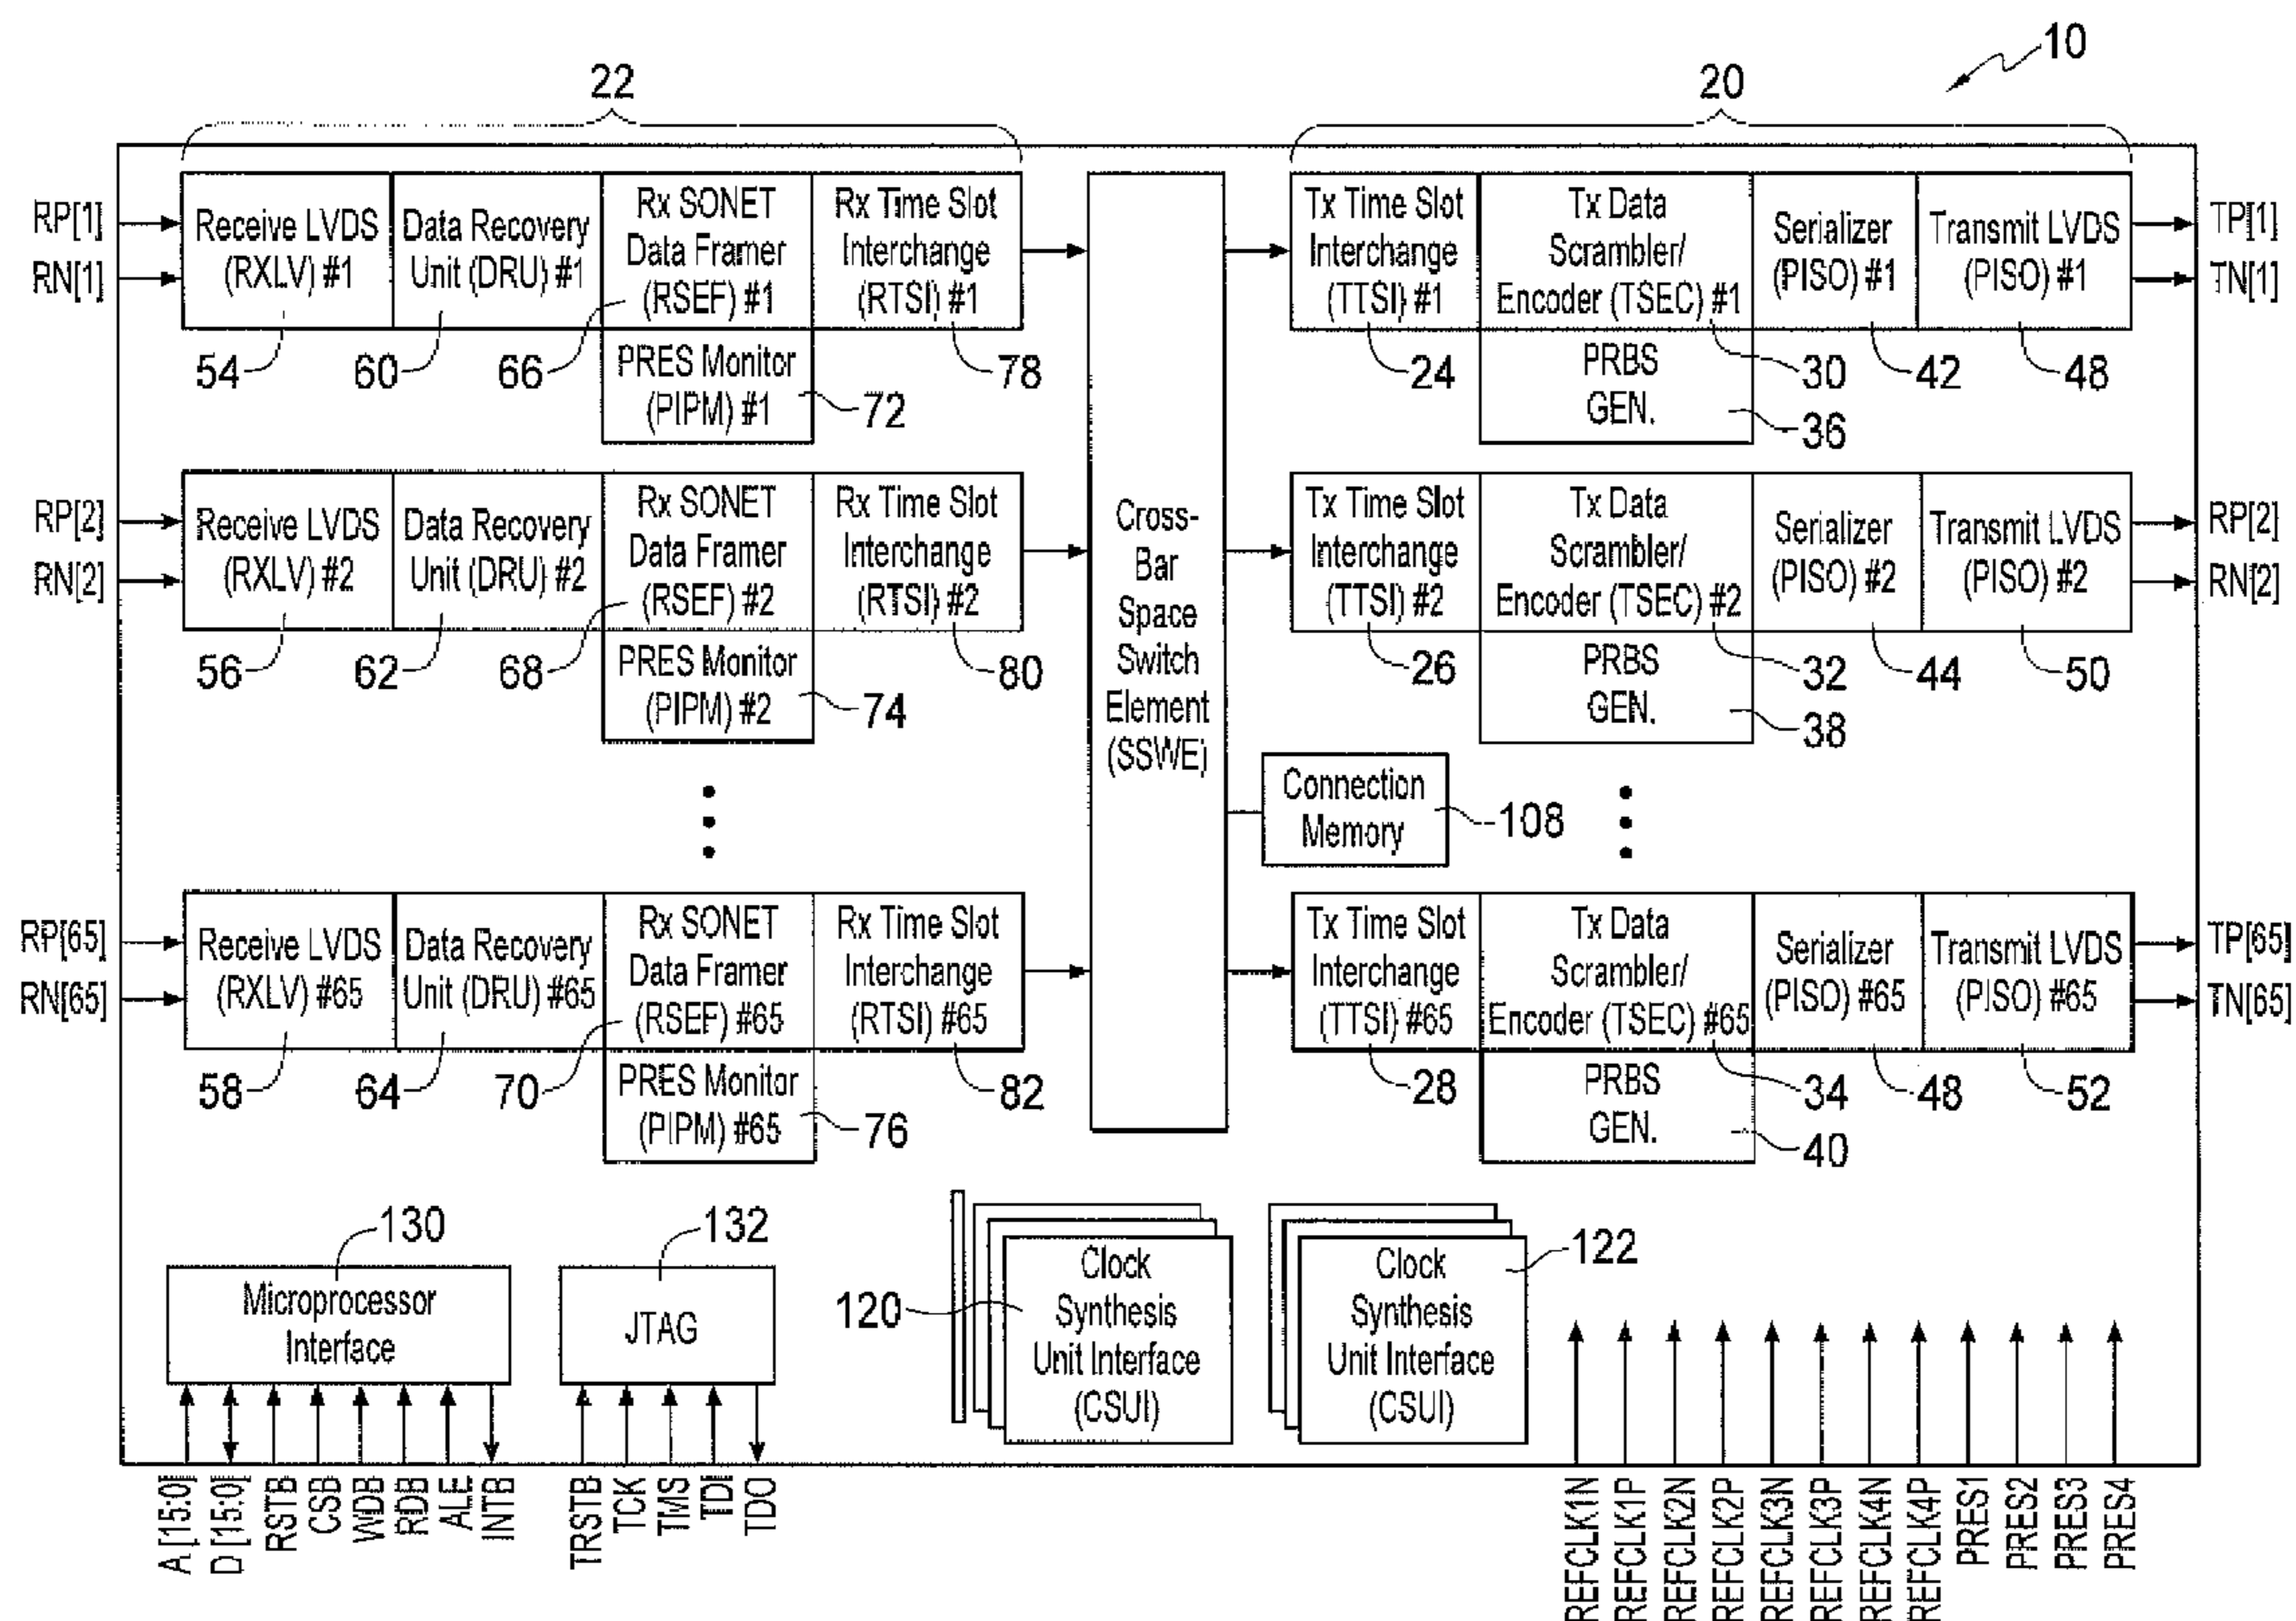 10
22
20
RP[1]
RN[1]
Receive LVDS
(RXLV) #1
Data Recovery
Unit (DRU) #1
Rx SONET
Data Framer
(RSEF) #1
Rx Time Slot
Interchange
(RTSI) #1
Tx Time Slot
Interchange
(TTSI) #1
Tx Data
Scrambler/
Encoder (TSEC) #1
Serializer
(PISO) #1
Transmit LVDS
(PISO) #1
TP[1]
TN[1]
54
60
66
PRES Monitor
(PIPM) #1
72
78
24
PRBS
GEN.
30
36
42
48
RP[2]
RN[2]
Receive LVDS
(RXLV) #2
Data Recovery
Unit (DRU) #2
Rx SONET
Data Framer
(RSEF) #2
Rx Time Slot
Interchange
(RTSI) #2
Cross-
Bar
Space
Switch
Element
(SSWE)
Tx Time Slot
Interchange
(TTSI) #2
Tx Data
Scrambler/
Encoder (TSEC) #2
Serializer
(PISO) #2
Transmit LVDS
(PISO) #2
RP[2]
RN[2]
56
62
68
PRES Monitor
(PIPM) #2
74
80
26
PRBS
GEN.
32
38
44
50
Connection
Memory
108
RP[65]
RN[65]
Receive LVDS
(RXLV) #65
Data Recovery
Unit (DRU) #65
Rx SONET
Data Framer
(RSEF) #65
Rx Time Slot
Interchange
(RTSI) #65
Tx Time Slot
Interchange
(TTSI) #65
Tx Data
Scrambler/
Encoder (TSEC) #65
Serializer
(PISO) #65
Transmit LVDS
(PISO) #65
TP[65]
TN[65]
58
64
70
PRES Monitor
(PIPM) #65
76
82
28
PRBS
GEN.
34
40
48
52
130
Microprocessor
Interface
132
JTAG
120
Clock
Synthesis
Unit Interface
(CSUI)
Clock
Synthesis
Unit Interface
(CSUI)
122
A [15:0]
D [15:0]
RSTB
CSB
WDB
RDB
ALE
INTB
TRSTB
TCK
TMS
TDI
TDO
REFCLK1N
REFCLK1P
REFCLK2N
REFCLK2P
REFCLK3N
REFCLK3P
REFCLK4N
REFCLK4P
PRES1
PRES2
PRES3
PRES4